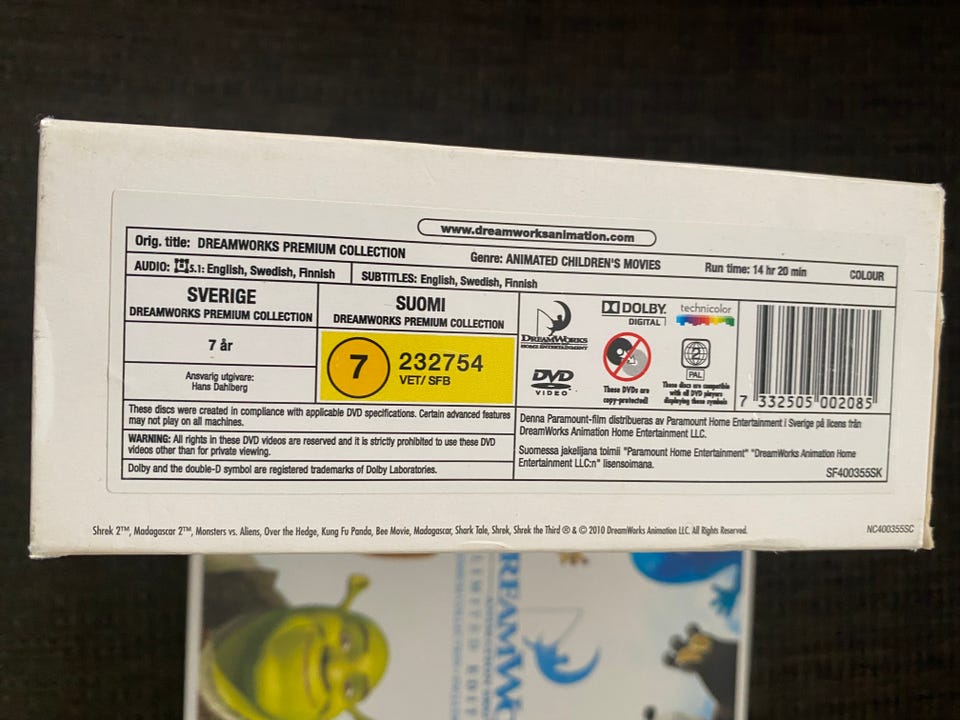 www.dreamworksanimation.com
Orig. title: DREAMWORKS PREMIUM COLLECTION
Genre: ANIMATED CHILDREN'S MOVIES
Run time: 14 hr 20 min
COLOUR
AUDIO: 5.1: English, Swedish, Finnish
SUBTITLES: English, Swedish, Finnish
SVERIGE
DREAMWORKS PREMIUM COLLECTION
7 år
Ansvarig utgivare:
Hans Dahlberg
SUOMI
DREAMWORKS PREMIUM COLLECTION
7
232754
VET/ SFB
DREAMWORKS
HOME ENTERTAINMENT
DVD
VIDEO
DOLBY
DIGITAL
technicolor
These DVDs are
copy-protected!
2
PAL
These discs are compatible
with all DVD players
displaying these symbols
7 332505 002085
These discs were created in compliance with applicable DVD specifications. Certain advanced features
may not play on all machines.
WARNING: All rights in these DVD videos are reserved and it is strictly prohibited to use these DVD
videos other than for private viewing.
Dolby and the double-D symbol are registered trademarks of Dolby Laboratories.
Denna Paramount-film distribueras av Paramount Home Entertainment i Sverige på licens från
DreamWorks Animation Home Entertainment LLC.
Suomessa jakelijana toimii "Paramount Home Entertainment" "DreamWorks Animation Home
Entertainment LLC:n" lisensoimana.
SF400355SK
Shrek 2™, Madagascar 2™, Monsters vs. Aliens, Over the Hedge, Kung Fu Panda, Bee Movie, Madagascar, Shark Tale, Shrek, Shrek the Third ® & © 2010 DreamWorks Animation LLC. All Rights Reserved.
NC400355SC